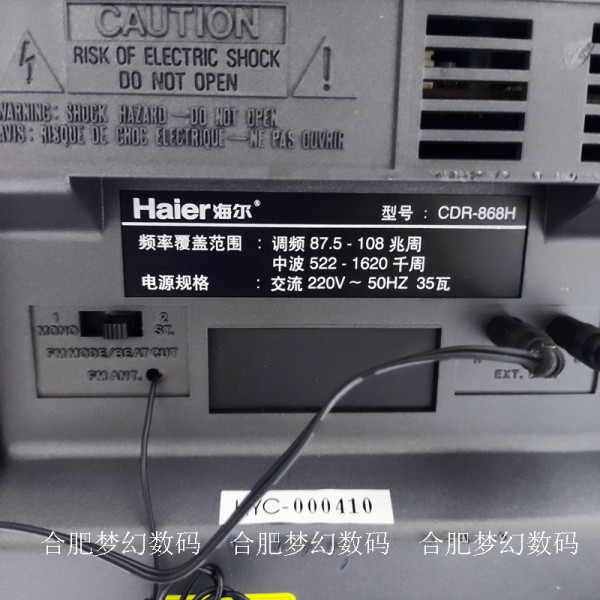 CAUTION
RISK OF ELECTRIC SHOCK
DO NOT OPEN
WARNING: SHOCK HAZARD — DO NOT OPEN
AVIS: RISQUE DE CHOC ELECTRIQUE — NE PAS OUVRIR
Haier海尔® 型号：CDR-868H
频率覆盖范围：调频 87.5 - 108 兆周
中波 522 - 1620 千周
电源规格：交流 220V～ 50HZ 35瓦
1 2
MONO ST.
FM MODE/BEAT CUT
FM ANT.
EXT.
-000410
合肥梦幻数码 合肥梦幻数码 合肥梦幻数码